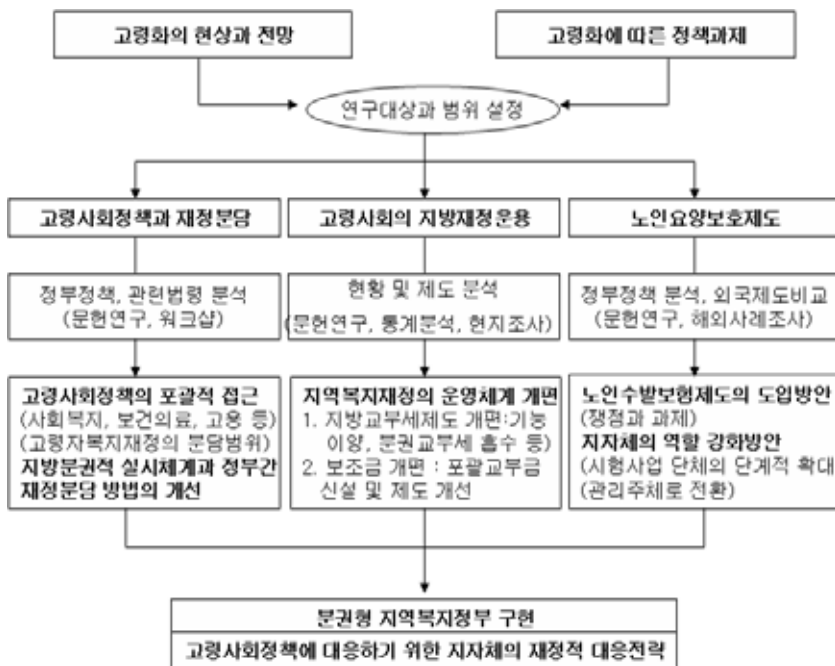 고령화의 현상과 전망
고령화에 따른 정책과제
연구대상과 범위 설정
고령사회정책과 재정분담
고령사회의 지방재정운용
노인요양보호제도
정부정책, 관련법령 분석
(문헌연구, 워크샵)
현황 및 제도 분석
(문헌연구, 통계분석, 현지조사)
정부정책 분석, 외국제도비교
(문헌연구, 해외사례조사)
고령사회정책의 포괄적 접근
(사회복지, 보건의료, 고용 등)
(고령자복지재정의 분담범위)
지방분권적 실시체계과 정부간
재정분담 방법의 개선
지역복지재정의 운영체계 개편
1. 지방교부세제도 개편:기능
이양, 분권교부세 흡수 등)
2. 보조금 개편 : 포괄교부금
신설 및 제도 개선
노인수발보험제도의 도입방안
(쟁점과 과제)
지자체의 역할 강화방안
(시험사업 단체의 단계적 확대
(관리주체로 전환)
분권형 지역복지정부 구현
고령사회정책에 대응하기 위한 지자체의 재정적 대응전략